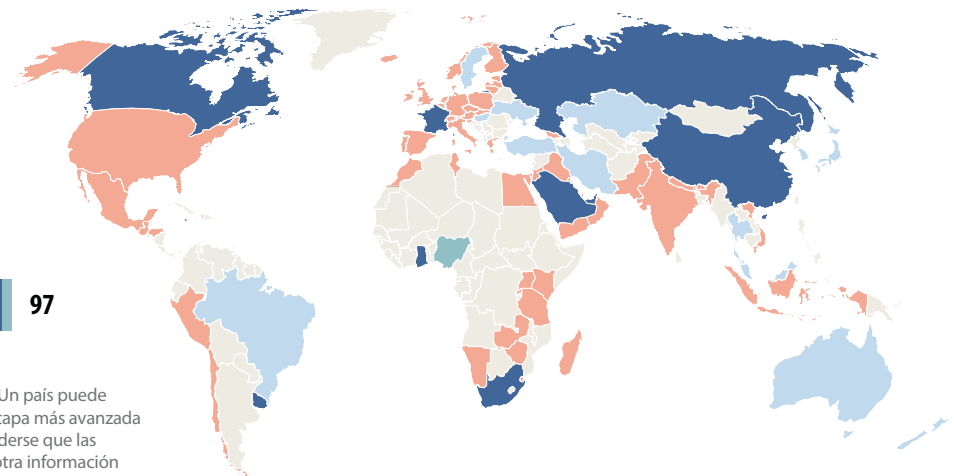 97
Un país puede
tapa más avanzada
derse que las
otra información